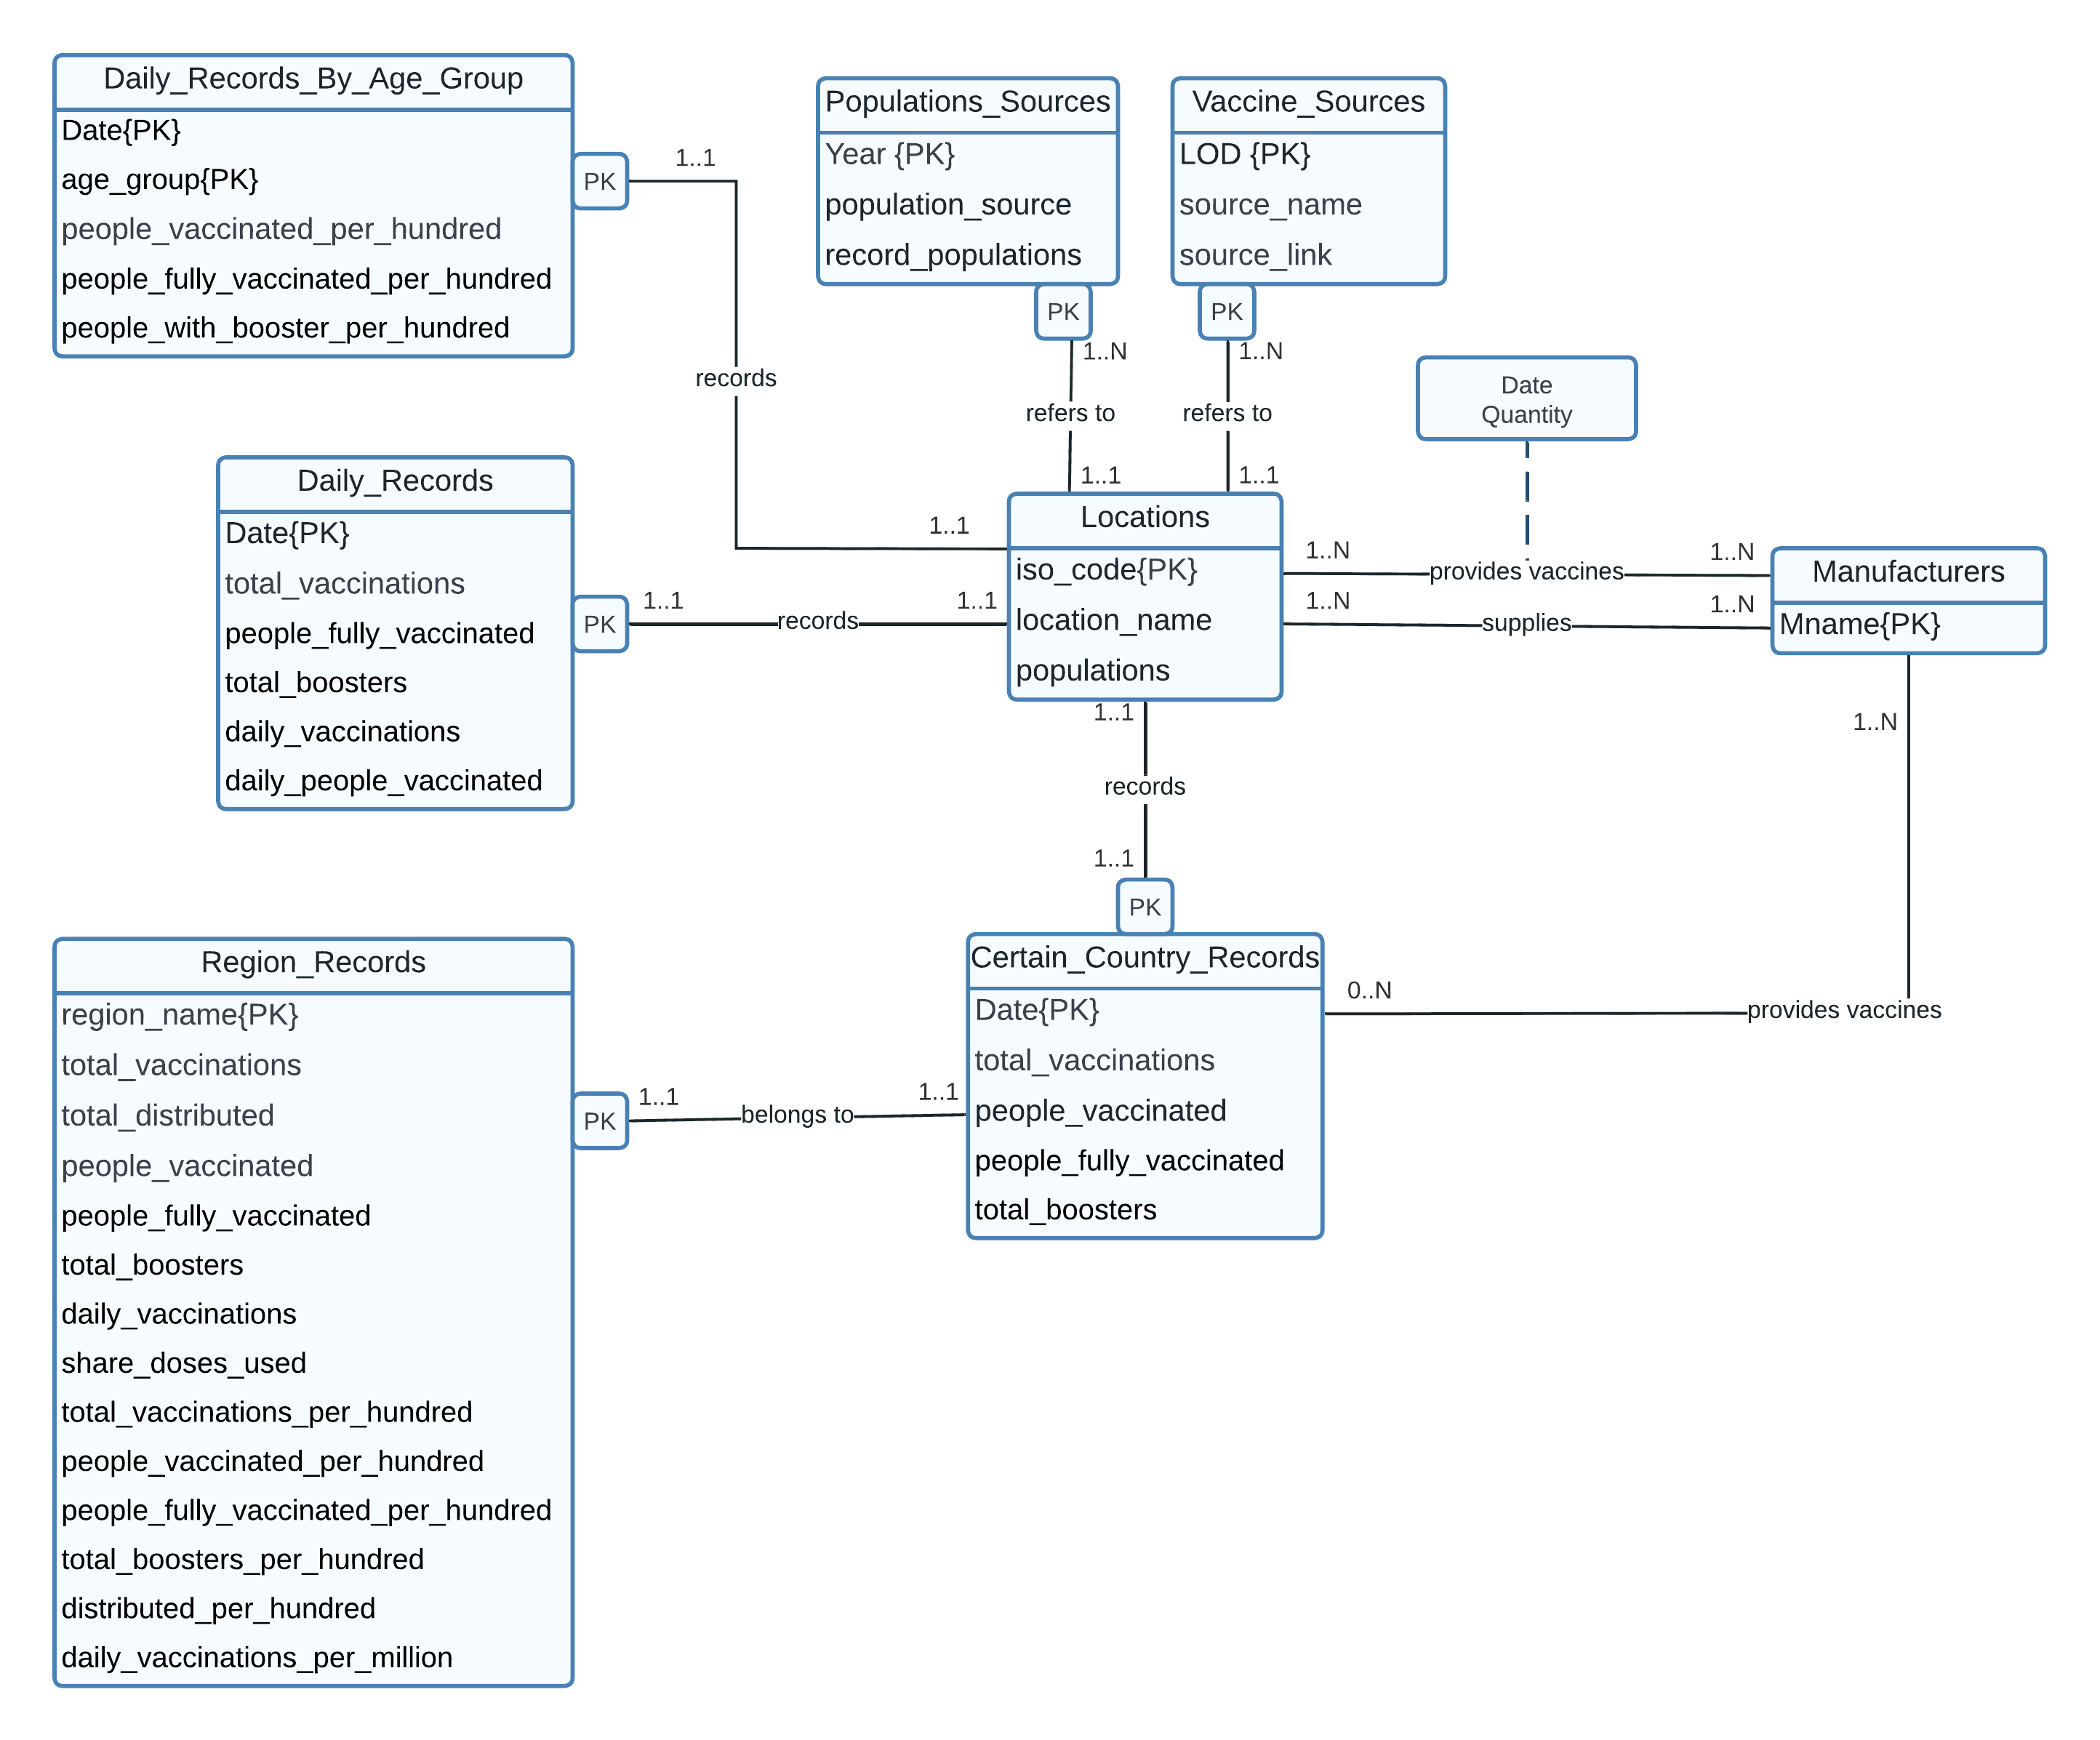 Daily_Records_By_Age_Group
Date{PK}
age_group{PK}
people_vaccinated_per_hundred
people_fully_vaccinated_per_hundred
people_with_booster_per_hundred
PK
1..1
records
1..1
Populations_Sources
Year {PK}
population_source
record_populations
PK
1..N
refers to
1..1
Vaccine_Sources
LOD {PK}
source_name
source_link
PK
1..N
refers to
1..1
Date
Quantity
Daily_Records
Date{PK}
total_vaccinations
people_fully_vaccinated
total_boosters
daily_vaccinations
daily_people_vaccinated
PK
1..1
records
1..1
Locations
iso_code{PK}
location_name
populations
1..N
provides vaccines
1..N
1..N
supplies
1..N
Manufacturers
Mname{PK}
1..1
records
1..1
PK
1..N
provides vaccines
0..N
Certain_Country_Records
Date{PK}
total_vaccinations
people_vaccinated
people_fully_vaccinated
total_boosters
Region_Records
region_name{PK}
total_vaccinations
total_distributed
people_vaccinated
people_fully_vaccinated
total_boosters
daily_vaccinations
share_doses_used
total_vaccinations_per_hundred
people_vaccinated_per_hundred
people_fully_vaccinated_per_hundred
total_boosters_per_hundred
distributed_per_hundred
daily_vaccinations_per_million
PK
1..1
belongs to
1..1